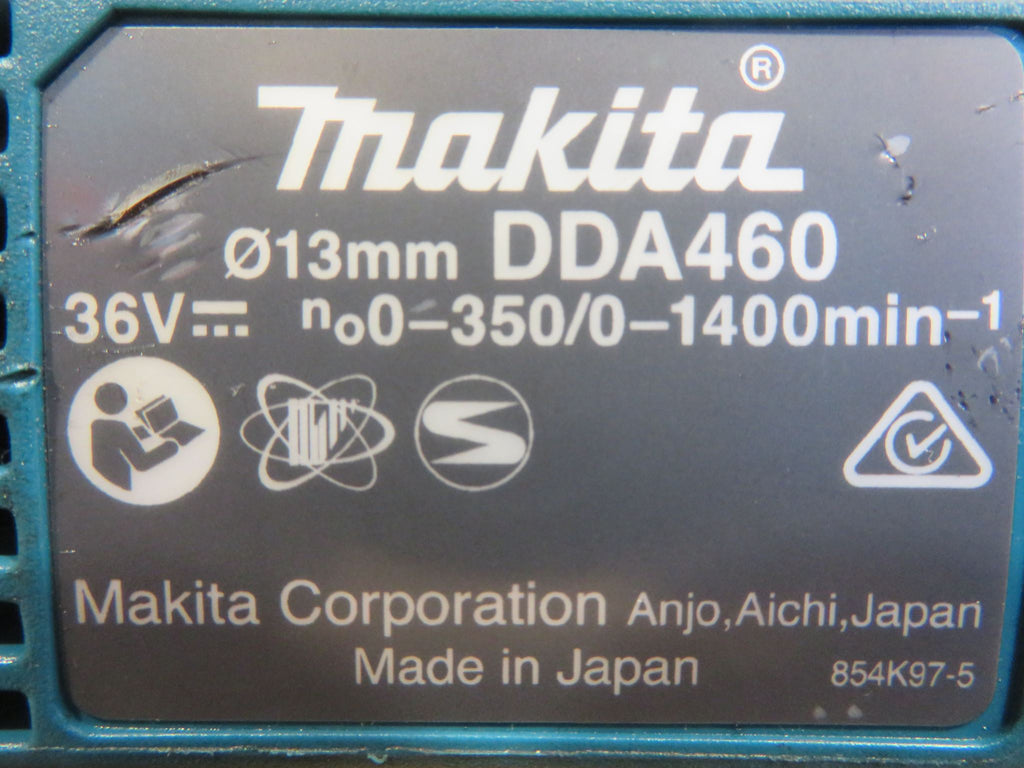 makita®
Ø13mm DDA460
36V⎓ n₀0–350/0–1400min⁻¹
S
Makita Corporation Anjo,Aichi,Japan
Made in Japan 854K97-5